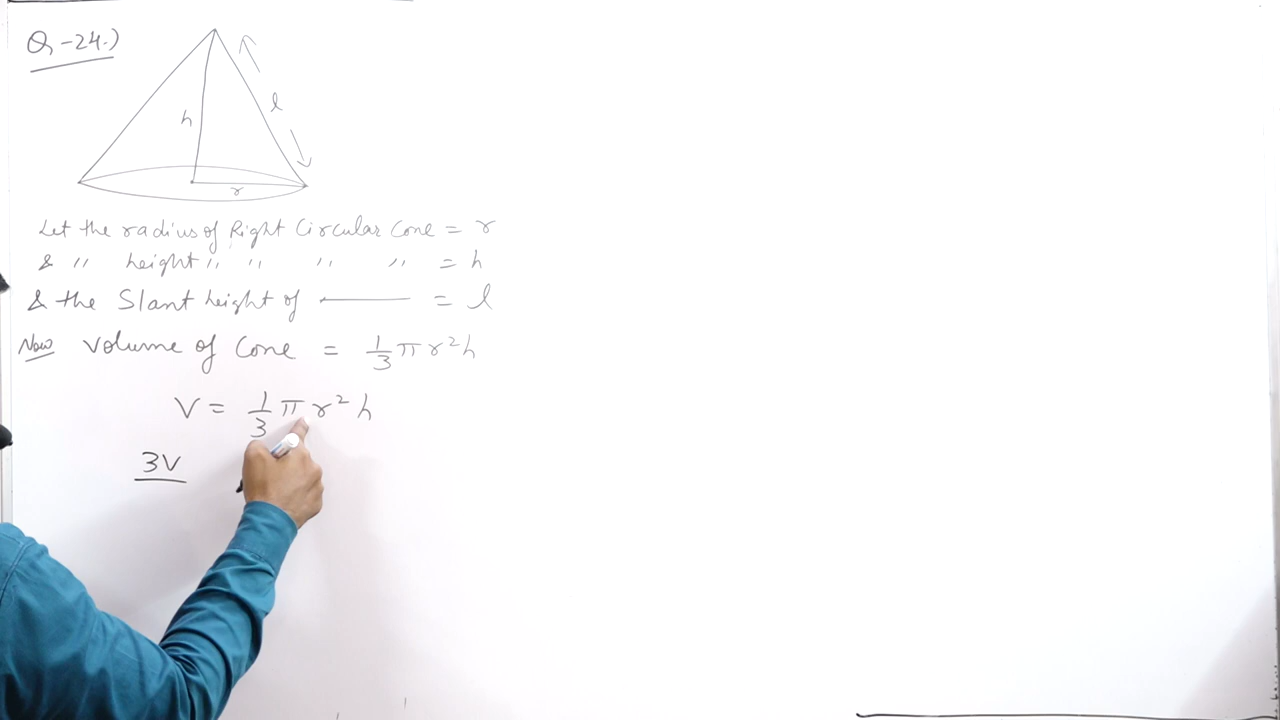 Q-24.)
h
l
r
Let the radius of Right Circular Cone = r
& " height " " " " = h
& the Slant height of ——— = l
Now Volume of Cone = 1/3 πr²h
V = 1/3 π r² h
3V